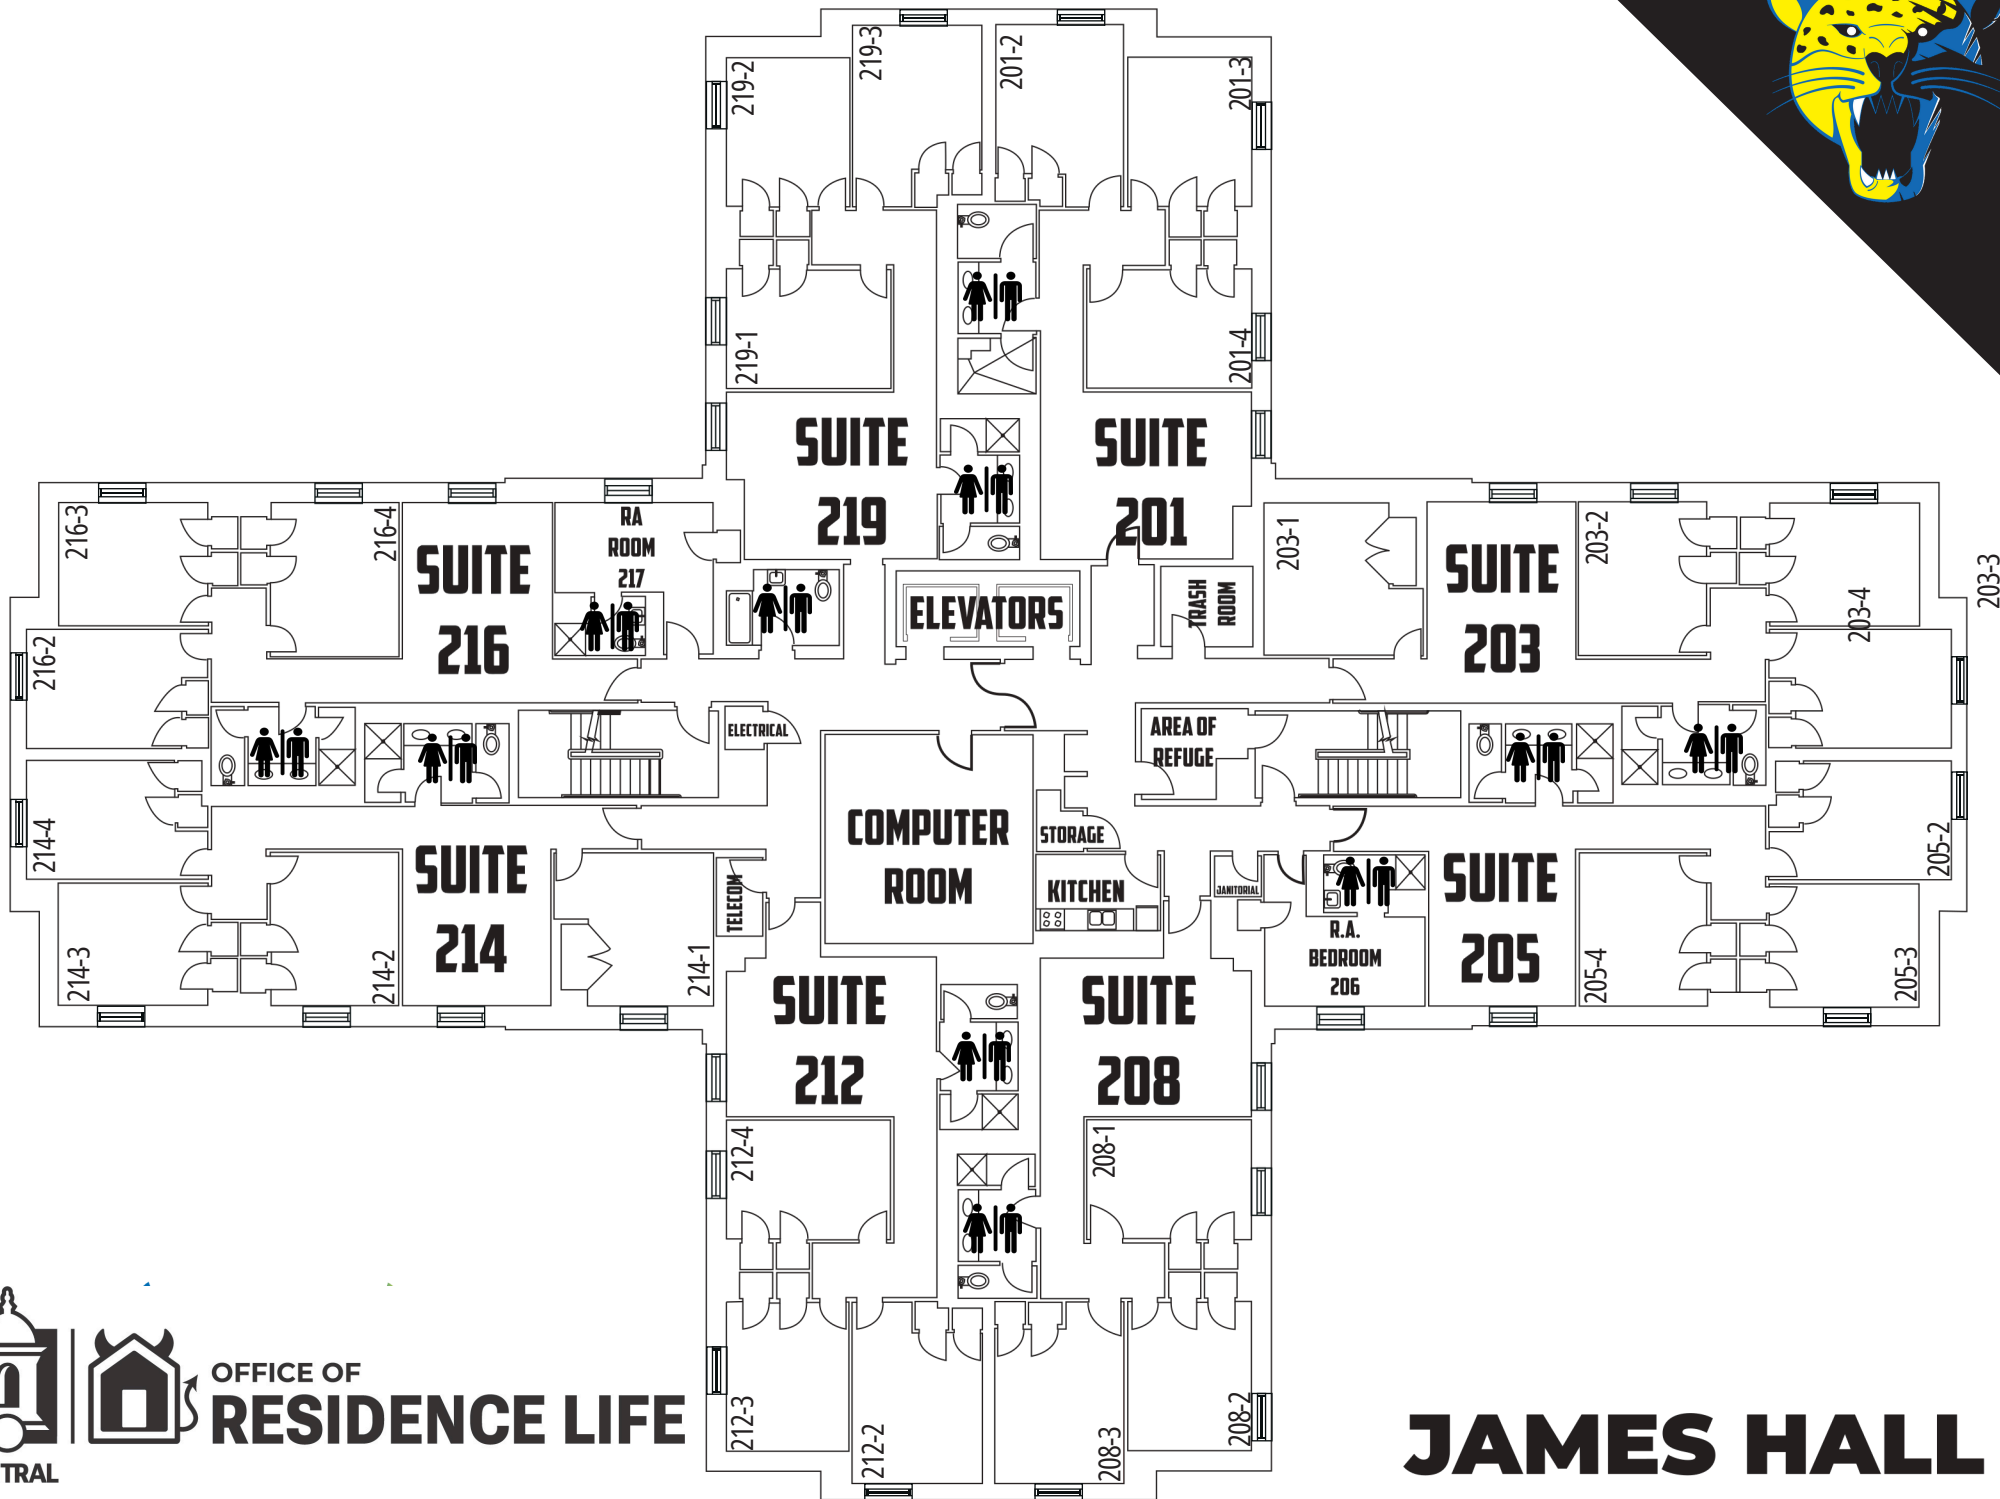 219-2
219-3
201-2
201-3
219-1
201-4
SUITE
219
SUITE
201
216-3
216-4
SUITE
216
RA
ROOM
217
216-2
ELEVATORS
TRASH
ROOM
203-1
SUITE
203
203-2
203-4
203-3
ELECTRICAL
AREA OF
REFUGE
COMPUTER
ROOM
STORAGE
KITCHEN
JANITORIAL
TELECOM
214-4
SUITE
214
214-3
214-2
214-1
R.A.
BEDROOM
206
SUITE
205
205-2
205-4
205-3
SUITE
212
SUITE
208
212-4
208-1
212-3
212-2
208-3
208-2
TRAL
OFFICE OF
RESIDENCE LIFE
JAMES HALL